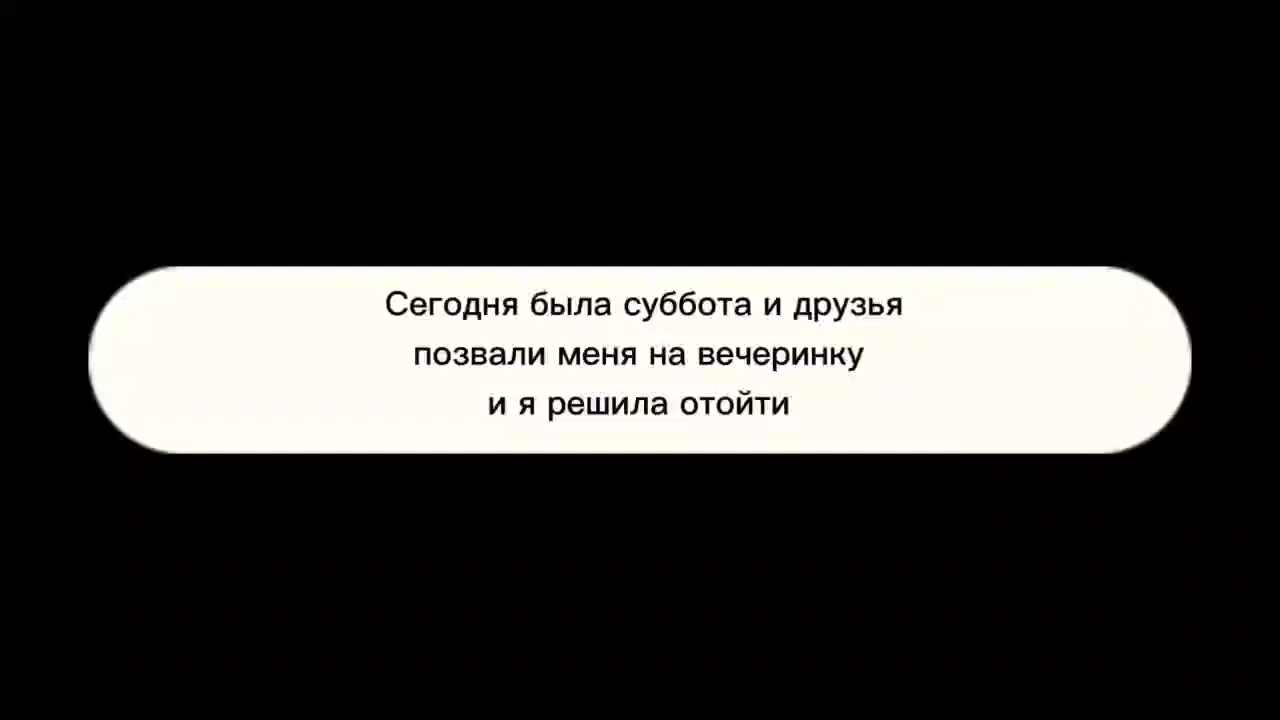 Сегодня была суббота и друзья
позвали меня на вечеринку
и я решила отойти